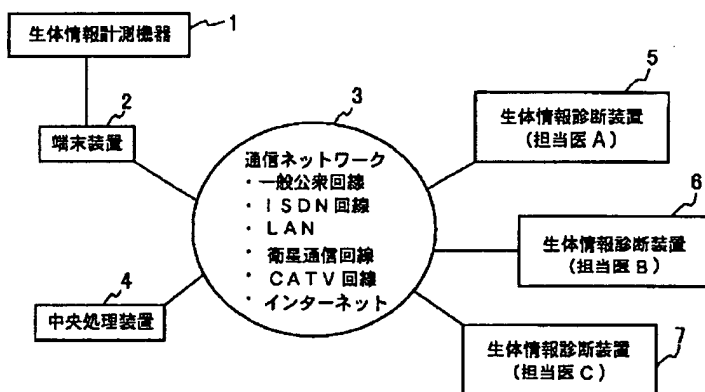 生体情報計測機器
1
2
端末装置
3
通信ネットワーク
・一般公衆回線
・ISDN回線
・LAN
・衛星通信回線
・CATV回線
・インターネット
4
中央処理装置
5
生体情報診断装置
(担当医A)
6
生体情報診断装置
(担当医B)
7
生体情報診断装置
(担当医C)